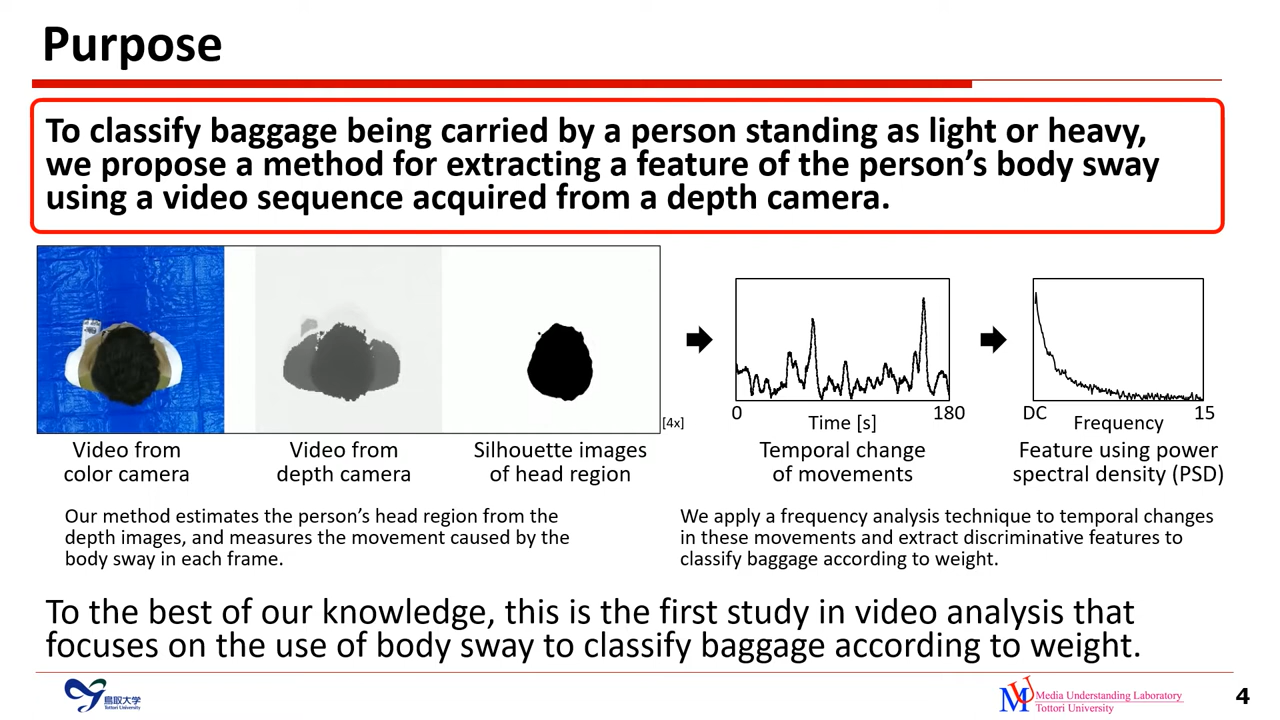 Purpose
To classify baggage being carried by a person standing as light or heavy,
we propose a method for extracting a feature of the person’s body sway
using a video sequence acquired from a depth camera.
[4x]
0
Time [s]
180
DC
Frequency
15
Video from
color camera
Video from
depth camera
Silhouette images
of head region
Temporal change
of movements
Feature using power
spectral density (PSD)
Our method estimates the person’s head region from the
depth images, and measures the movement caused by the
body sway in each frame.
We apply a frequency analysis technique to temporal changes
in these movements and extract discriminative features to
classify baggage according to weight.
To the best of our knowledge, this is the first study in video analysis that
focuses on the use of body sway to classify baggage according to weight.
鳥取大学
Tottori University
MU
Media Understanding Laboratory
Tottori University
4